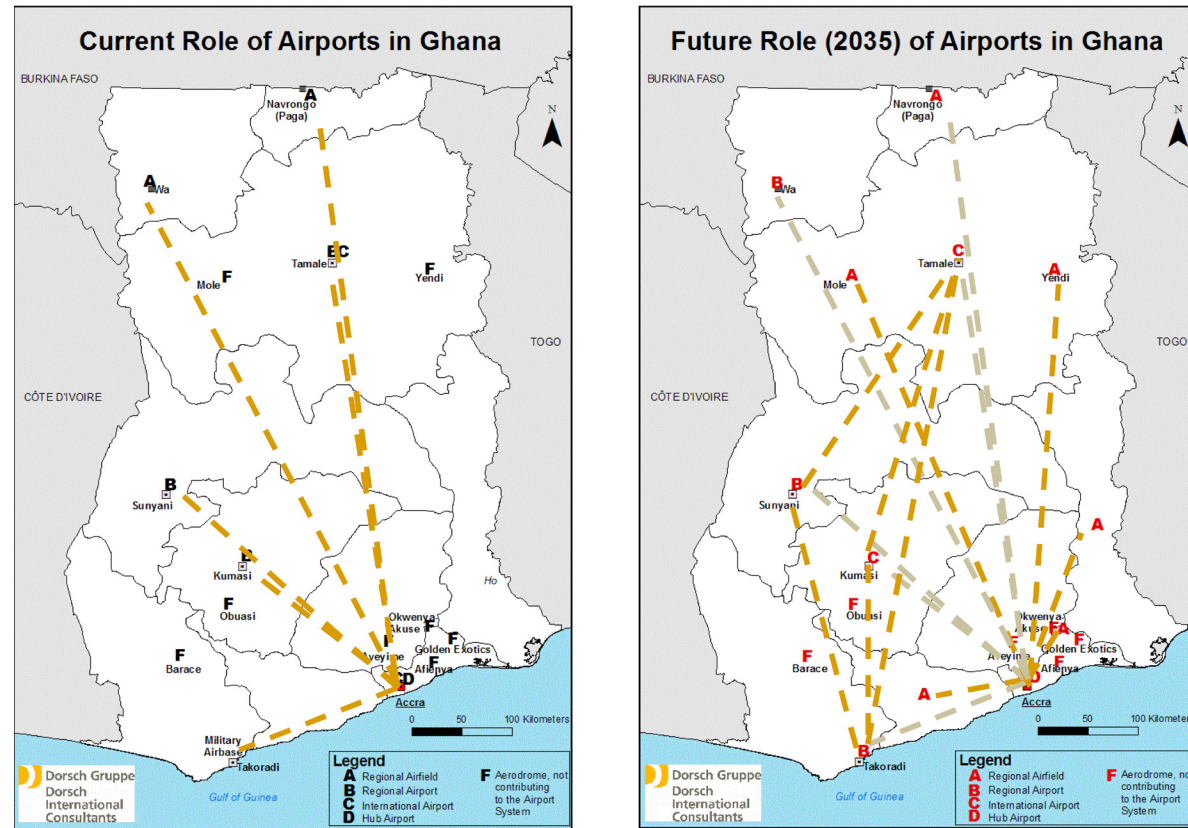 Current Role of Airports in Ghana
BURKINA FASO
N
A
Navrongo
(Paga)
A
Wa
BC
Tamale
F
Mole
F
Yendi
TOGO
CÔTE D'IVOIRE
B
Sunyani
B
Kumasi
F
Obuasi
Ho
Okwenya-
Akuse
F
F
Golden Exotics
F
Aveyime
F
Afienya
F
Barace
D
Accra
0 50 100 Kilometers
Military
Airbase
Takoradi
Gulf of Guinea
Dorsch Gruppe
Dorsch
International
Consultants
Legend
A Regional Airfield
B Regional Airport
C International Airport
D Hub Airport
F Aerodrome, not
contributing
to the Airport
System
Future Role (2035) of Airports in Ghana
BURKINA FASO
N
A
Navrongo
(Paga)
B
Wa
C
Tamale
A
Mole
A
Yendi
TOGO
CÔTE D'IVOIRE
B
Sunyani
A
C
Kumasi
F
Obuasi
Okwenya-
Akuse
F A
F
Golden Exotics
F
Aveyime
F
Afienya
F
Barace
A
D
Accra
0 50 100 Kilometers
B
Takoradi
Gulf of Guinea
Dorsch Gruppe
Dorsch
International
Consultants
Legend
A Regional Airfield
B Regional Airport
C International Airport
D Hub Airport
F Aerodrome, no
contributing
to the Airport
System